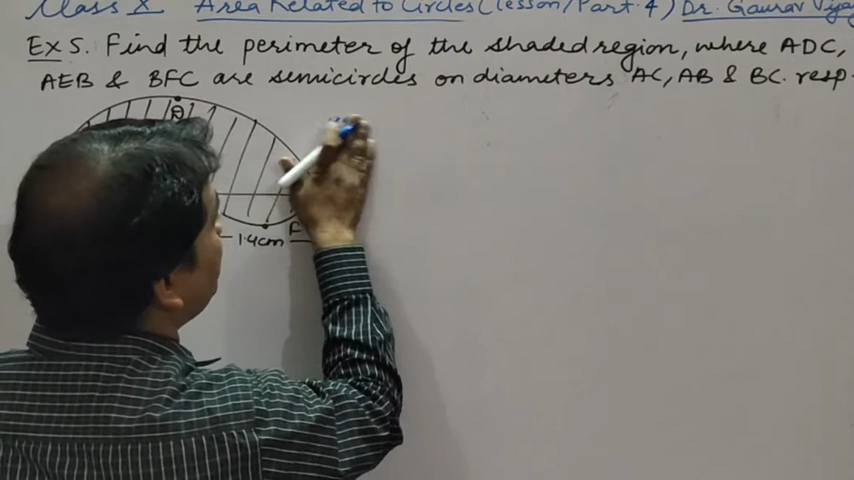 Class X Area Related to Circles (lesson/Part-4) Dr. Gaurav
Ex 5. Find the perimeter of the shaded region, where ADC,
AEB & BFC are semicircles on diameters AC, AB & BC. resp.
D
1.4cm F